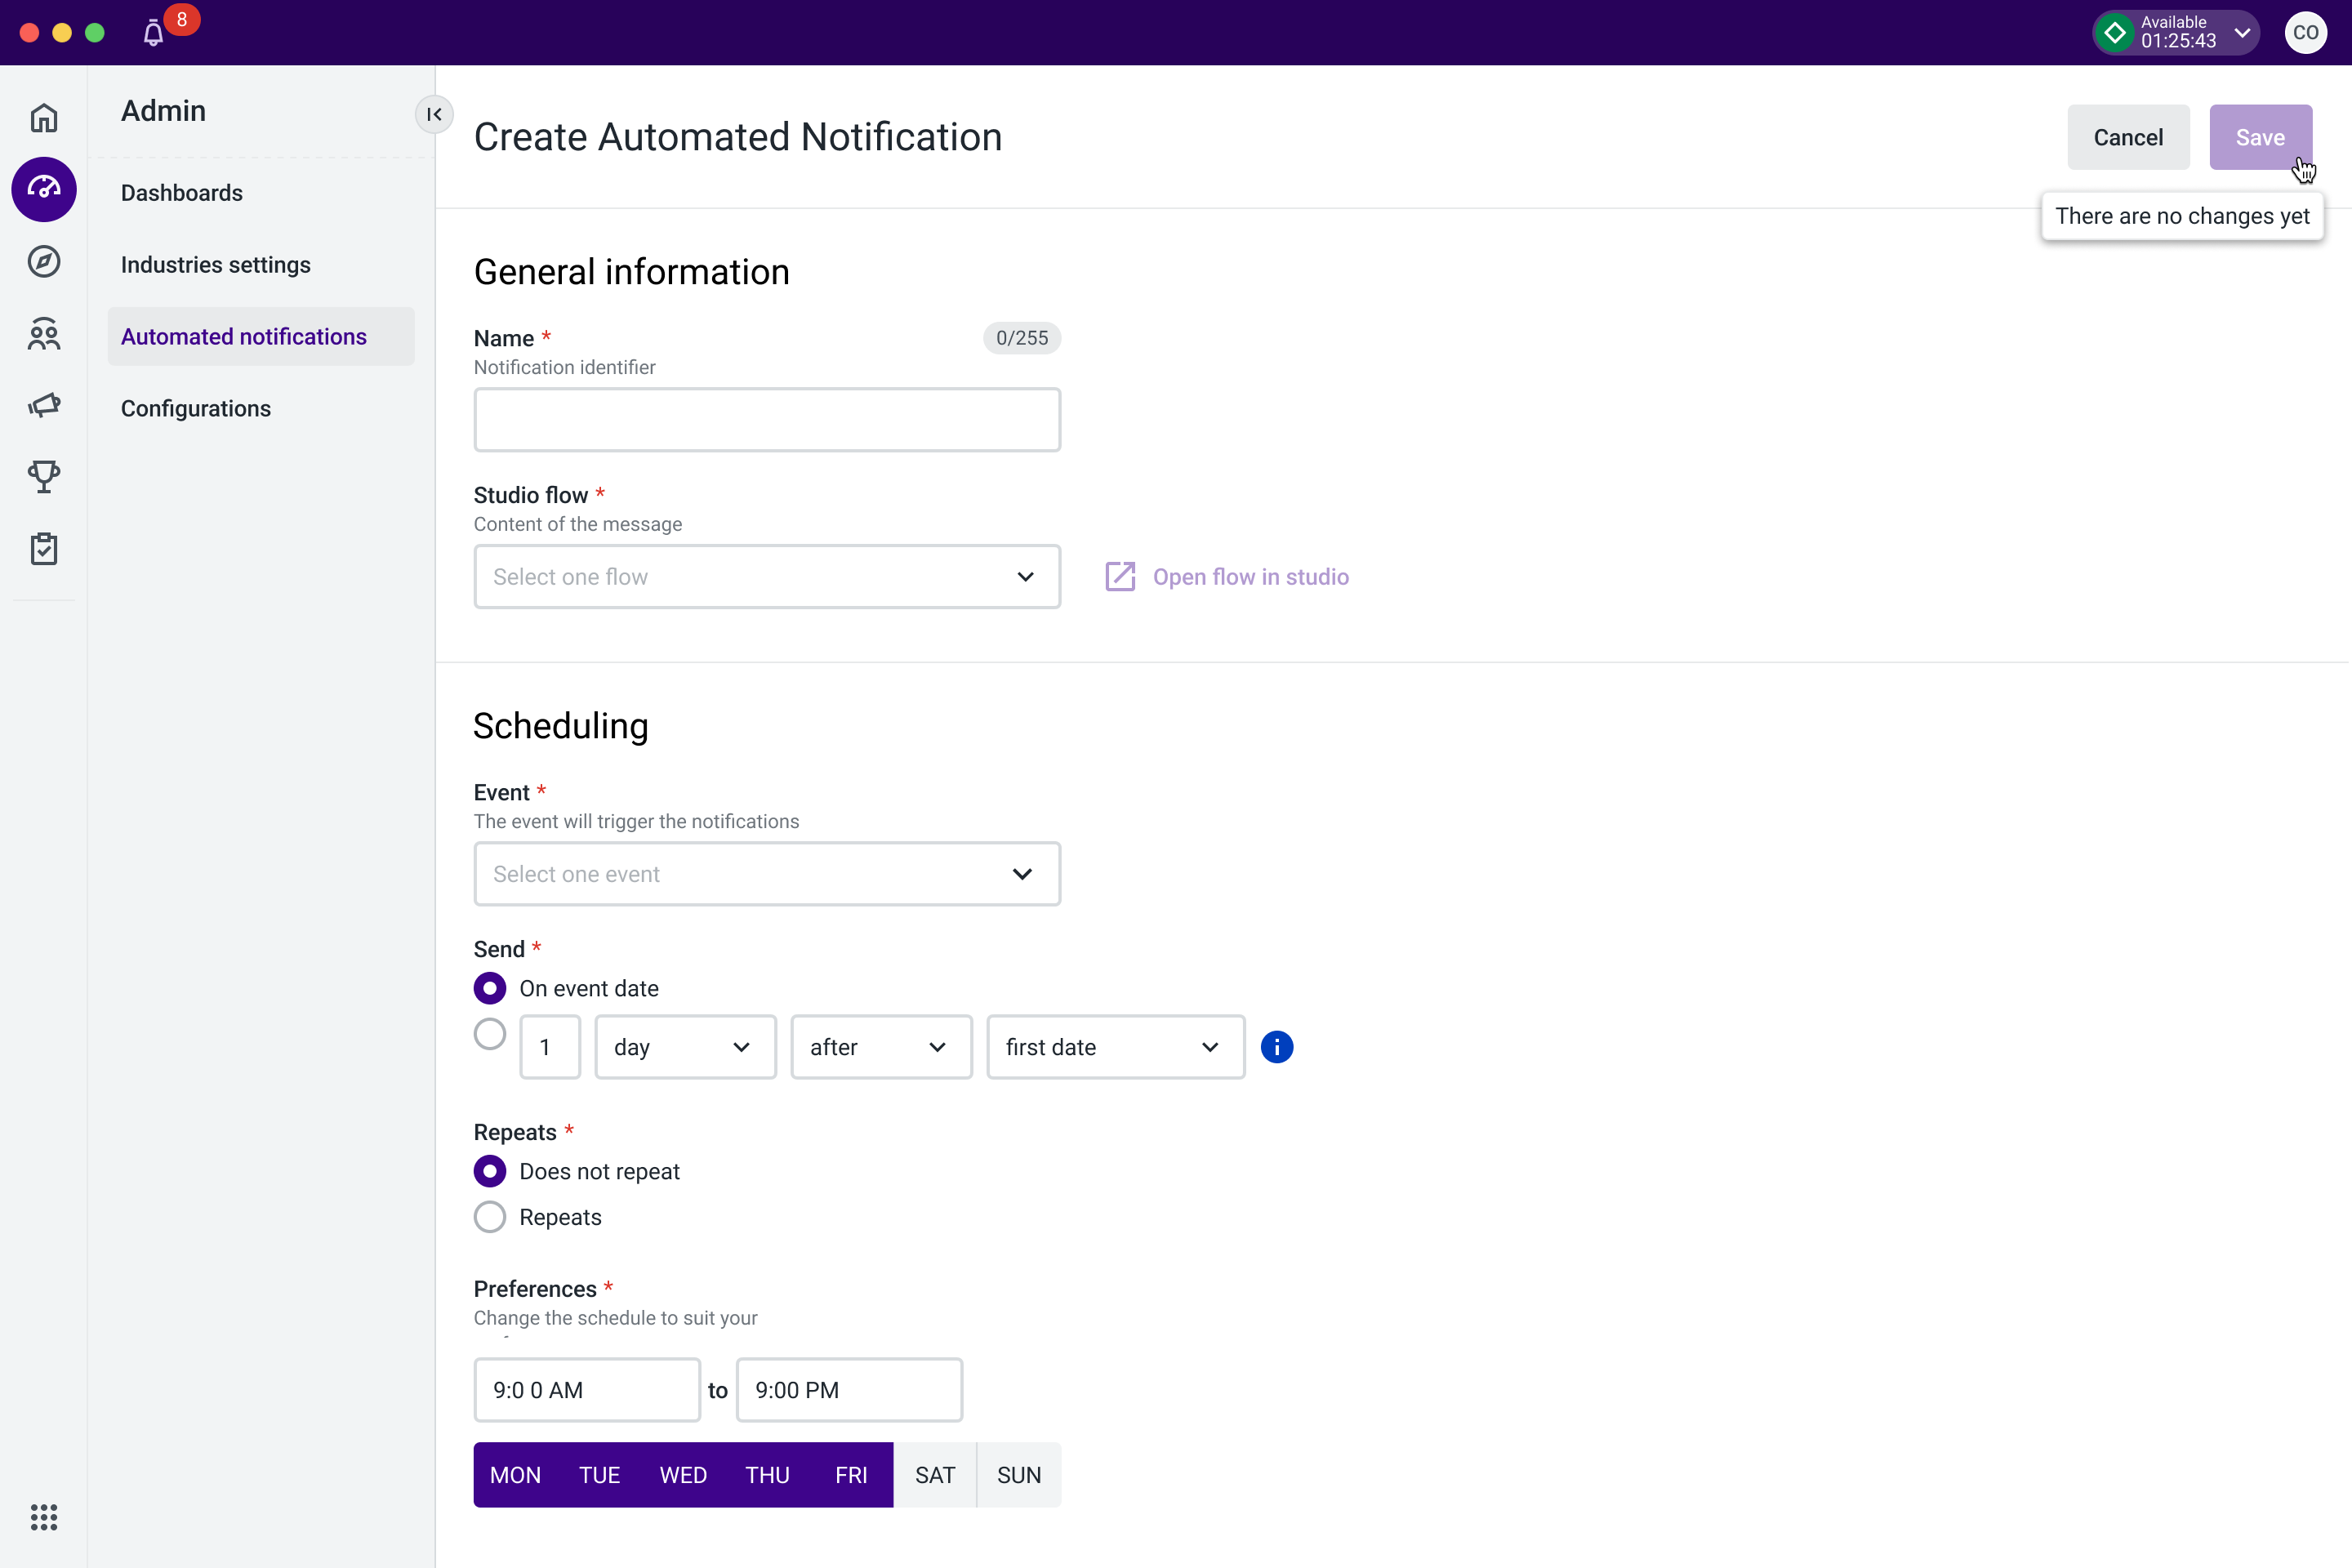 8
Available
01:25:43
CO
Admin
Dashboards
Industries settings
Automated notifications
Configurations
Create Automated Notification
Cancel
Save
There are no changes yet
General information
Name *
0/255
Notification identifier
Studio flow *
Content of the message
Select one flow
Open flow in studio
Scheduling
Event *
The event will trigger the notifications
Select one event
Send *
On event date
1
day
after
first date
i
Repeats *
Does not repeat
Repeats
Preferences *
Change the schedule to suit your
9:0 0 AM
to
9:00 PM
MON
TUE
WED
THU
FRI
SAT
SUN